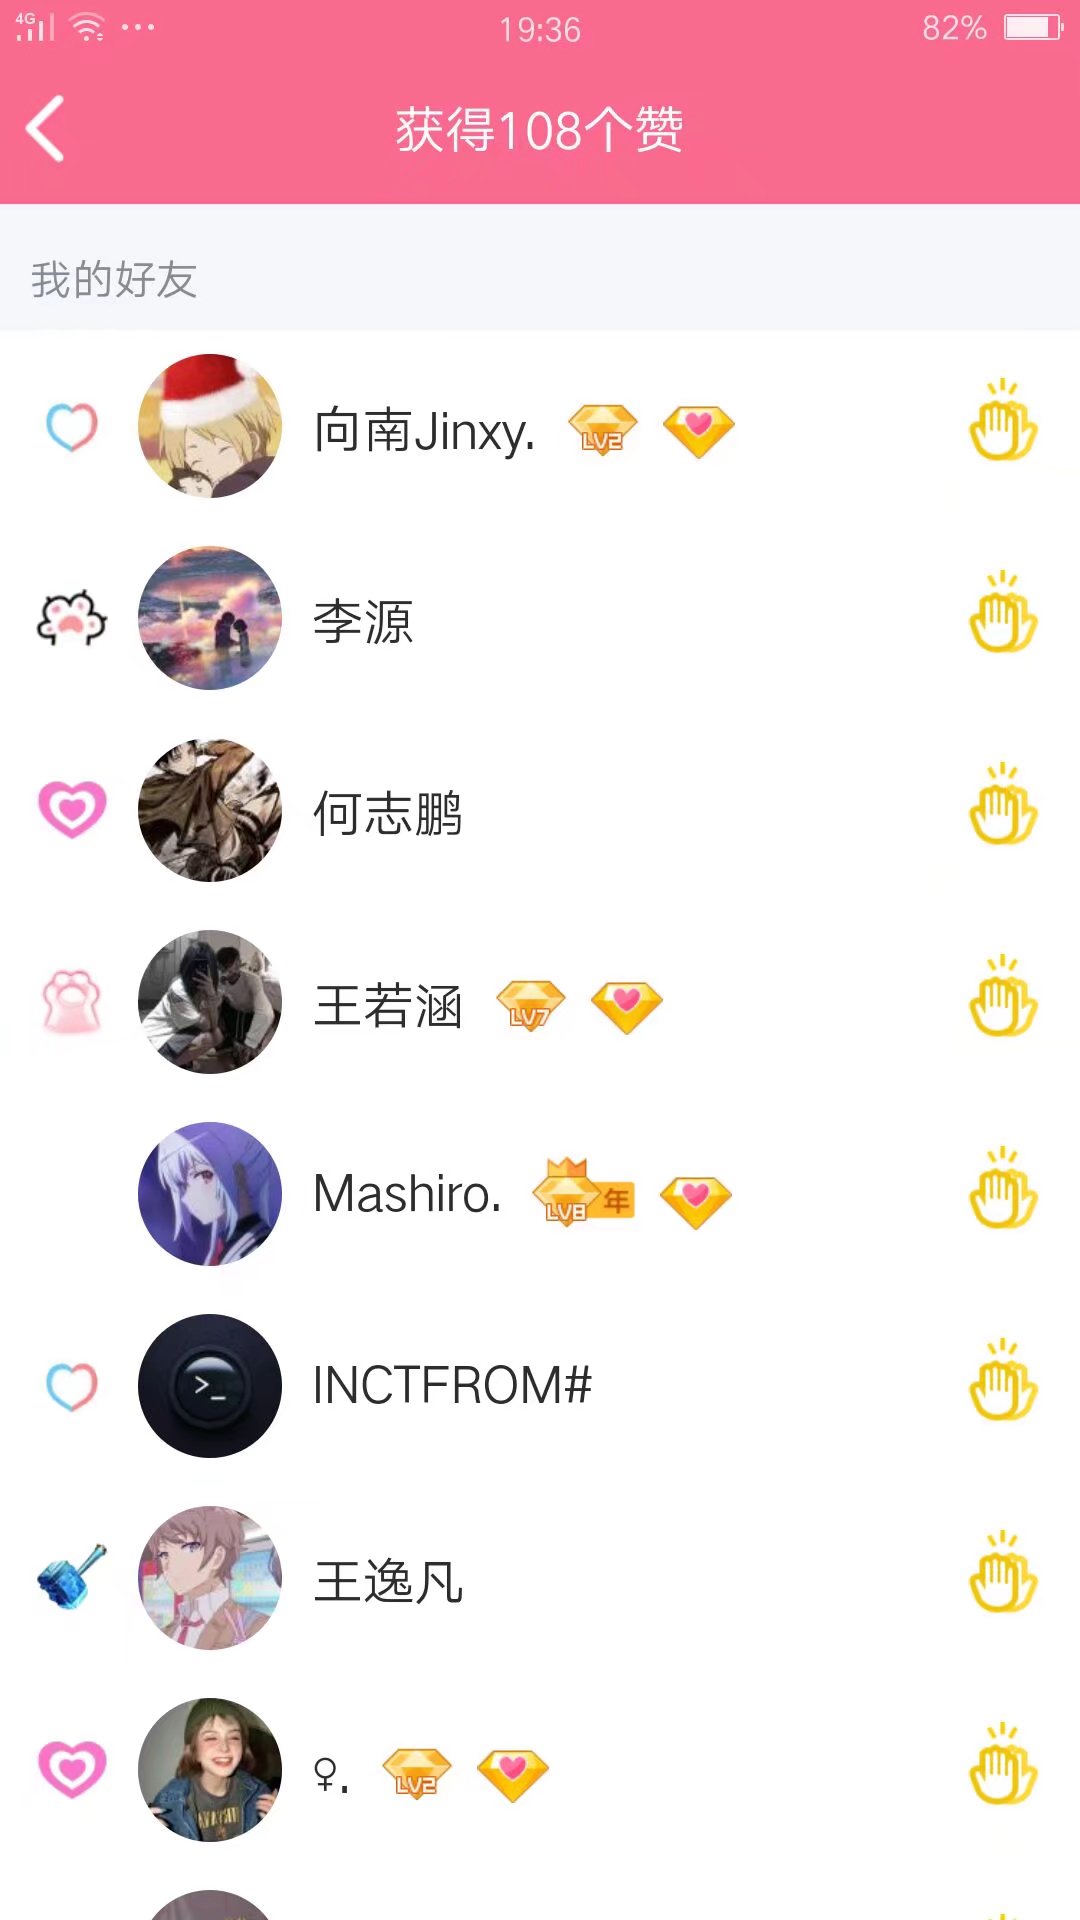 4G 19:36 82%
获得108个赞
我的好友
向南Jinxy. LV2
李源
何志鹏
王若涵 LV7
Mashiro. LV8 年
INCTFROM#
>_
王逸凡
♀. LV2